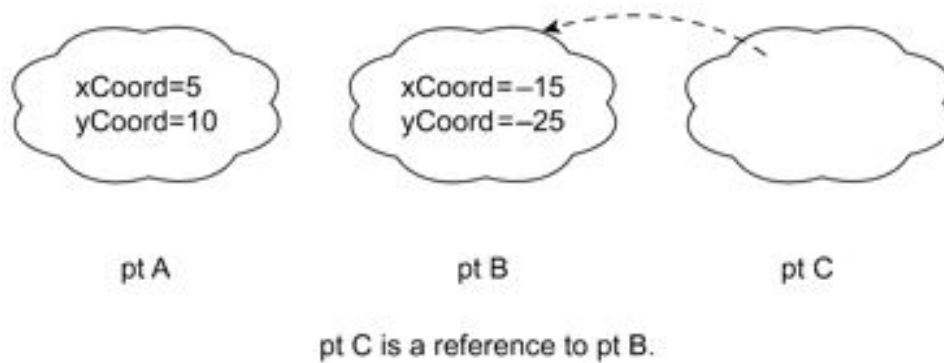 xCoord=5
yCoord=10
xCoord=–15
yCoord=–25
pt A
pt B
pt C
pt C is a reference to pt B.